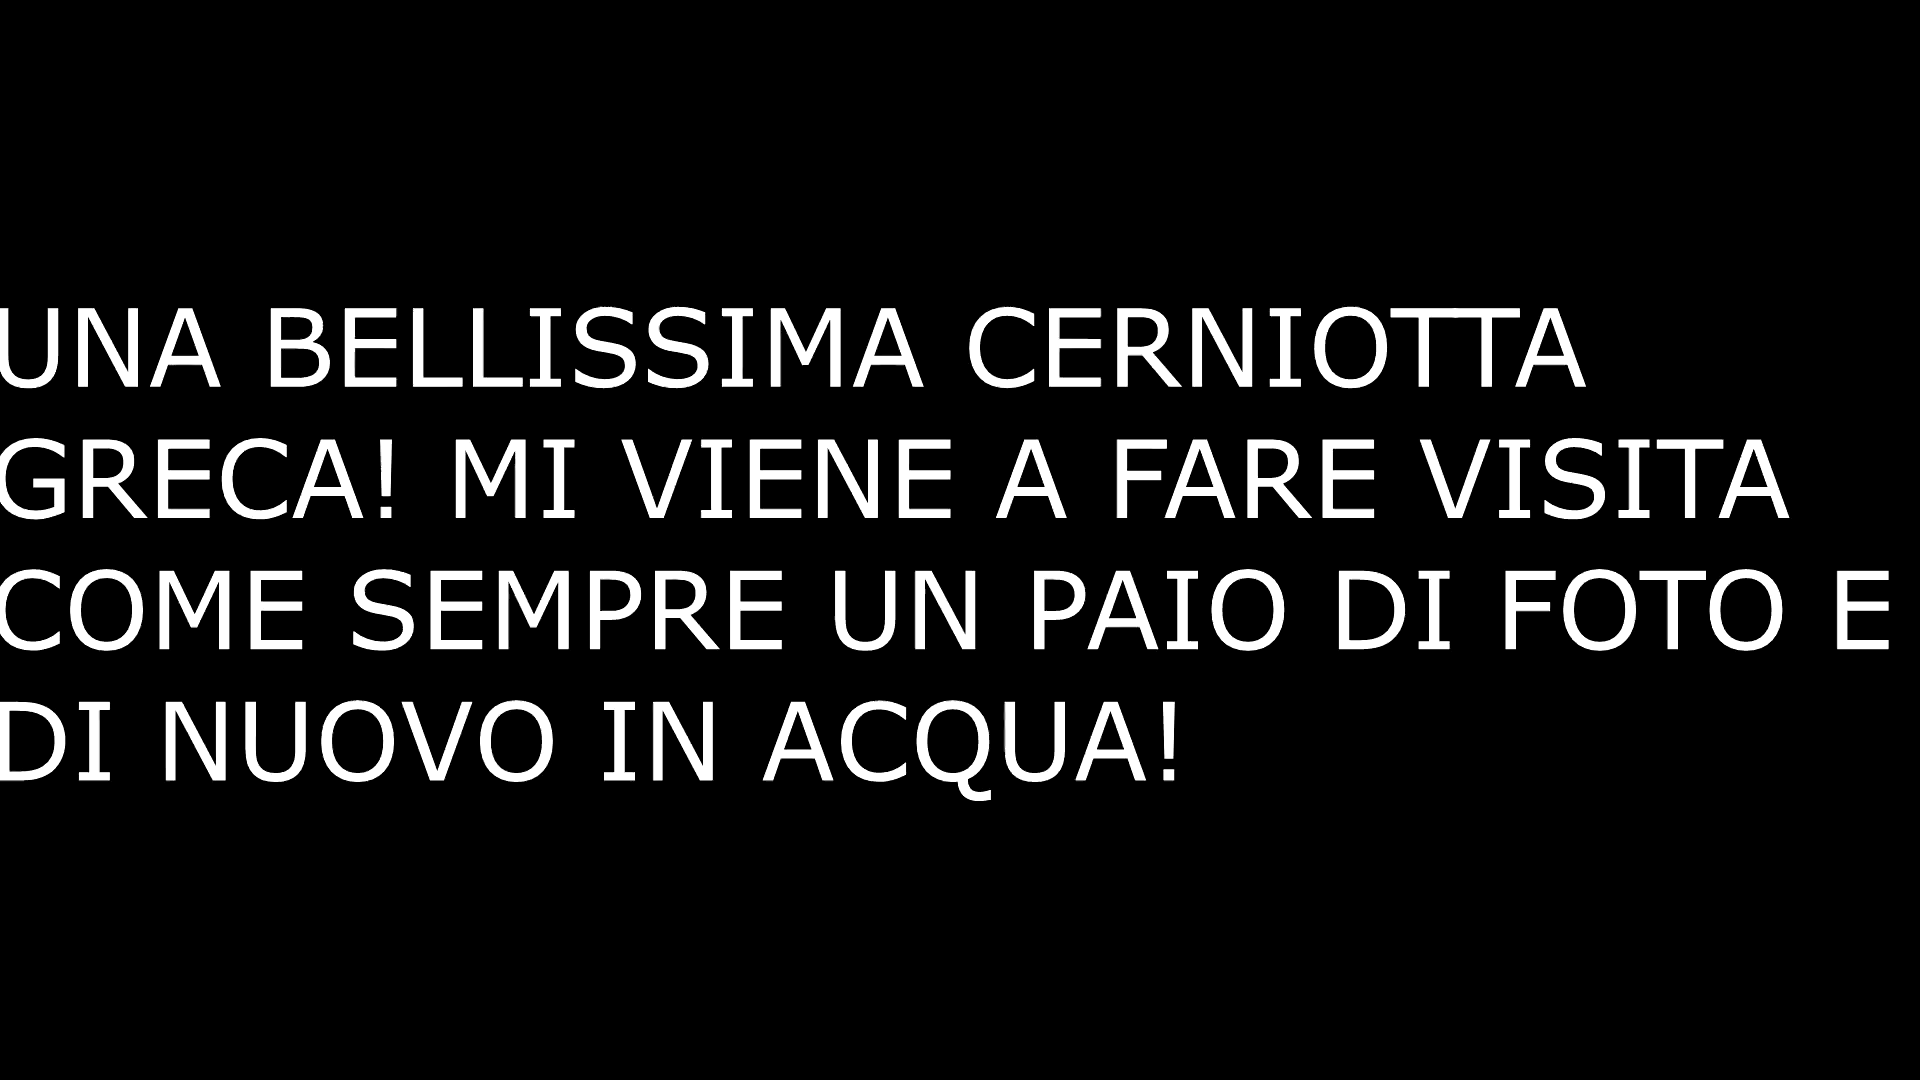 UNA BELLISSIMA CERNIOTTA
GRECA! MI VIENE A FARE VISITA
COME SEMPRE UN PAIO DI FOTO E
DI NUOVO IN ACQUA!